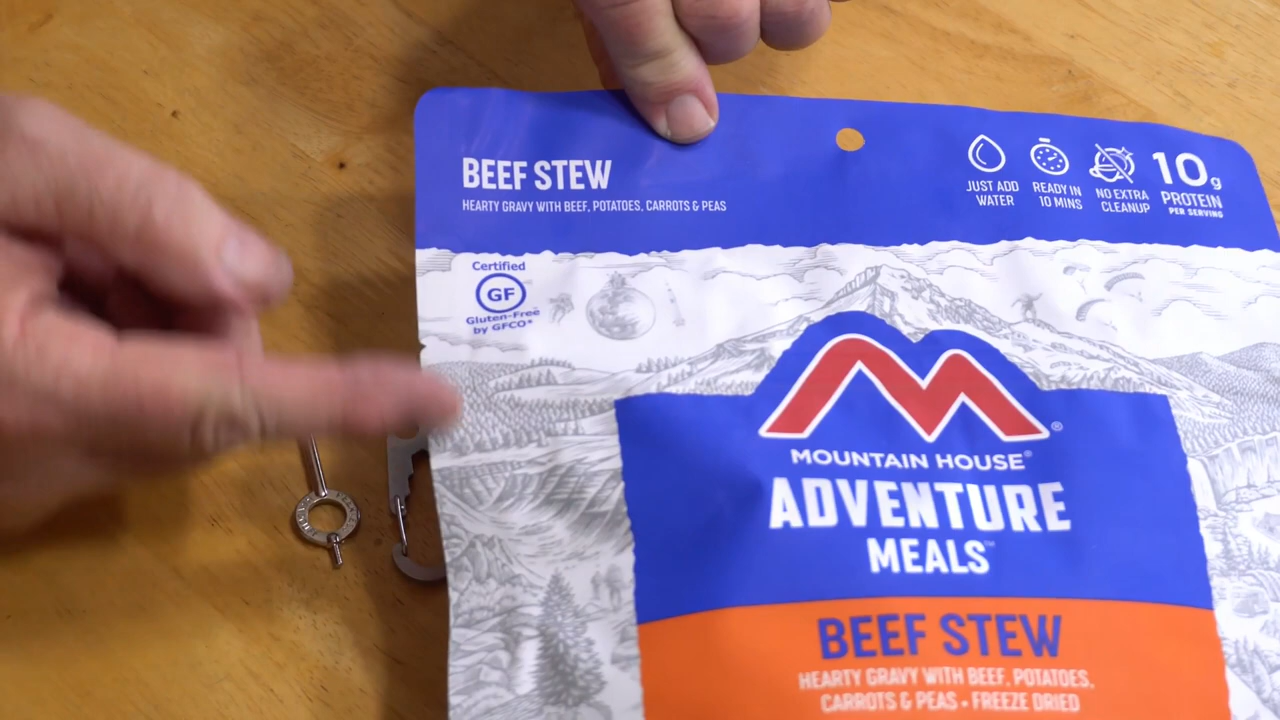 BEEF STEW
HEARTY GRAVY WITH BEEF, POTATOES, CARROTS & PEAS
JUST ADD
WATER
READY IN
10 MINS
NO EXTRA
CLEANUP
10g
PROTEIN
PER SERVING
Certified
GF
Gluten-Free
by GFCO®
MOUNTAIN HOUSE®
ADVENTURE
MEALS™
BEEF STEW
HEARTY GRAVY WITH BEEF, POTATOES,
CARROTS & PEAS • FREEZE DRIED